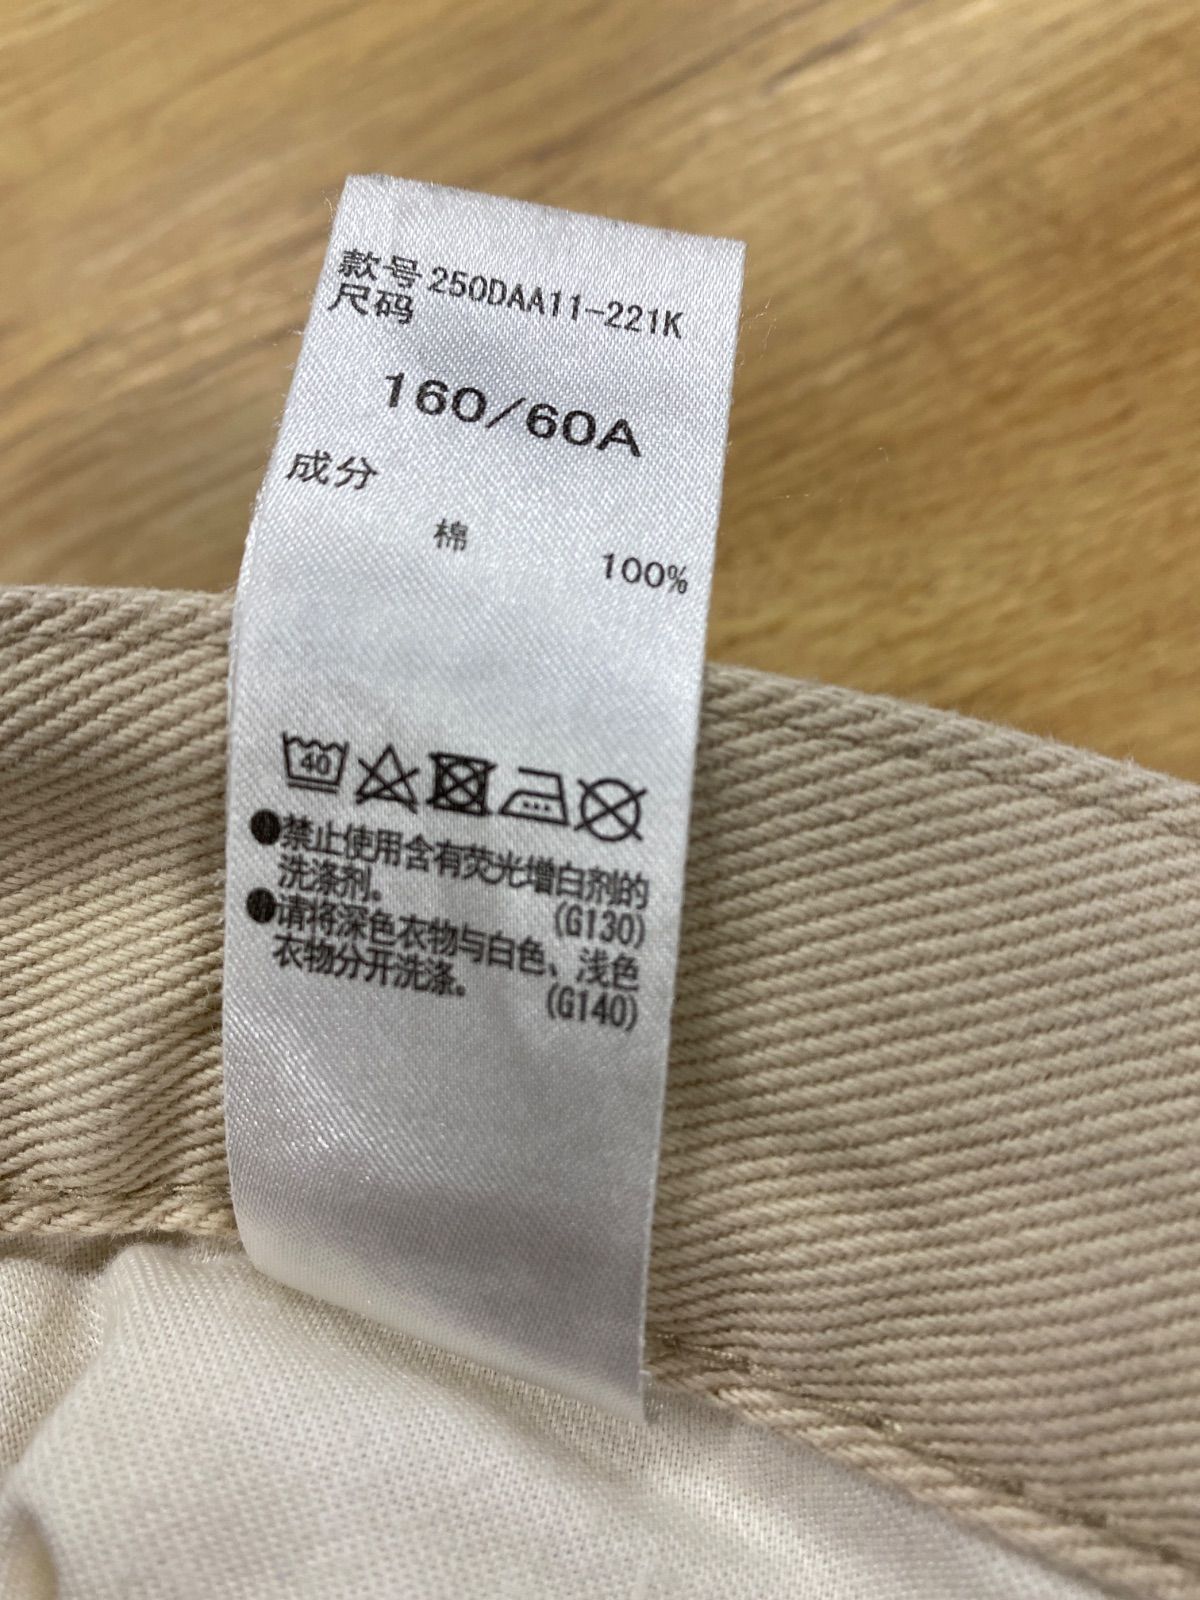 款号 250DAA11-221K
尺码
160/60A
成分
棉 100%
40
●禁止使用含有荧光增白剂的
洗涤剂。 (G130)
●请将深色衣物与白色、浅色
衣物分开洗涤。 (G140)